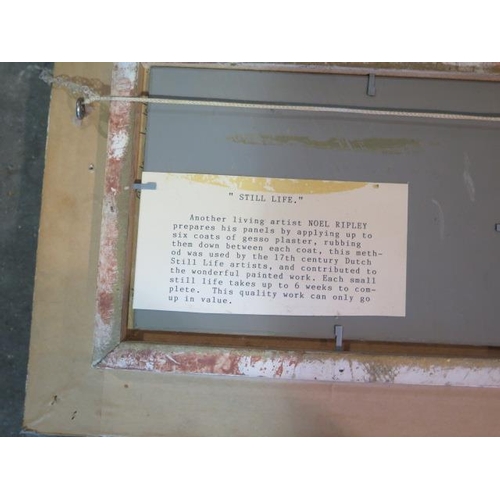 " STILL LIFE."
Another living artist NOEL RIPLEY
prepares his panels by applying up to
six coats of gesso plaster, rubbing
them down between each coat, this meth-
od was used by the 17th century Dutch
Still Life artists, and contributed to
the wonderful painted work. Each small
still life takes up to 6 weeks to com-
plete. This quality work can only go
up in value.